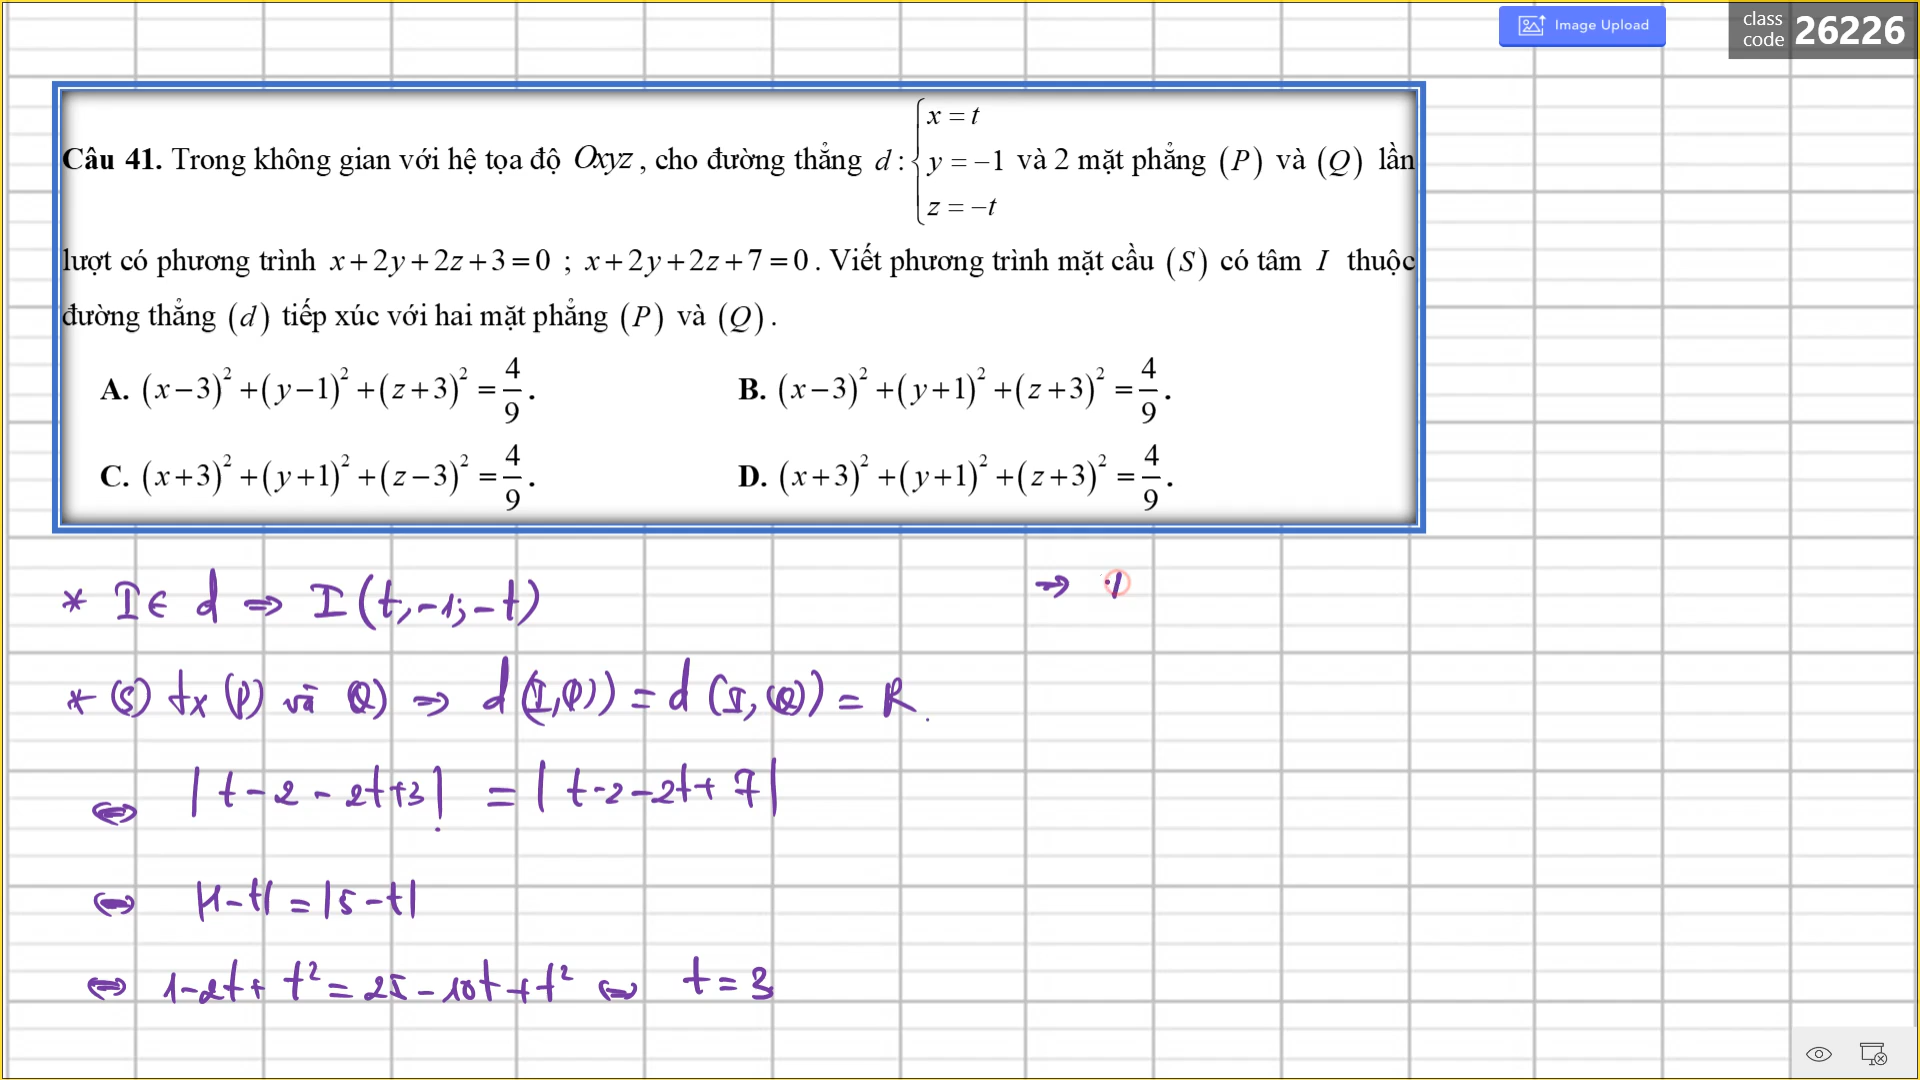 Image Upload
class code 26226
Câu 41. Trong không gian với hệ tọa độ Oxyz, cho đường thẳng d: { x = t ; y = −1 ; z = −t và 2 mặt phẳng (P) và (Q) lần
lượt có phương trình x+2y+2z+3=0 ; x+2y+2z+7=0. Viết phương trình mặt cầu (S) có tâm I thuộc
đường thẳng (d) tiếp xúc với hai mặt phẳng (P) và (Q).
A. (x−3)² + (y−1)² + (z+3)² = 4/9. B. (x−3)² + (y+1)² + (z+3)² = 4/9.
C. (x+3)² + (y+1)² + (z−3)² = 4/9. D. (x+3)² + (y+1)² + (z+3)² = 4/9.
* I ∈ d ⇒ I(t, −1; −t)
⇒
* (S) tx (P) và Q) ⇒ d(I,(P)) = d(I,(Q)) = R.
⇔ |t−2−2t+3| = |t−2−2t+7|
⇔ |1−t| = |5−t|
⇔ 1−2t+t² = 25−10t+t² ⇔ t = 3